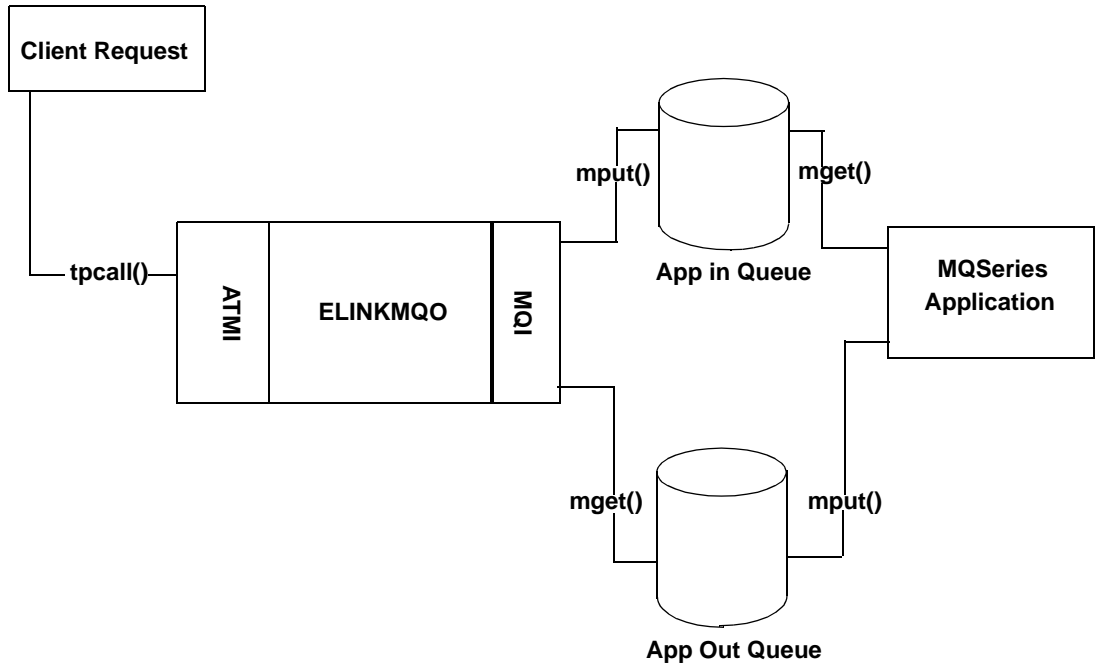 Client Request
mput()
mget()
App in Queue
tpcall()
ATMI
ELINKMQO
MQI
MQSeries
Application
mget()
mput()
App Out Queue